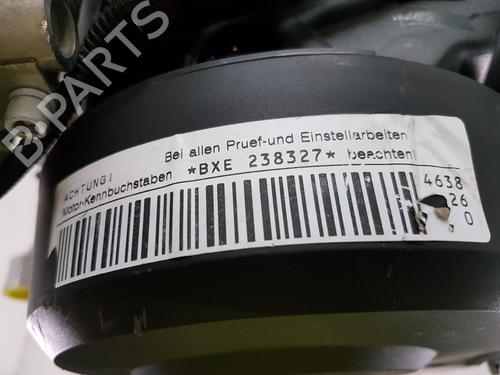 B PARTS
ACHTUNG! Bei allen Pruef-und Einstellarbeiten
Motor-Kennbuchstaben *BXE 238327* beachten!
4638
26
0